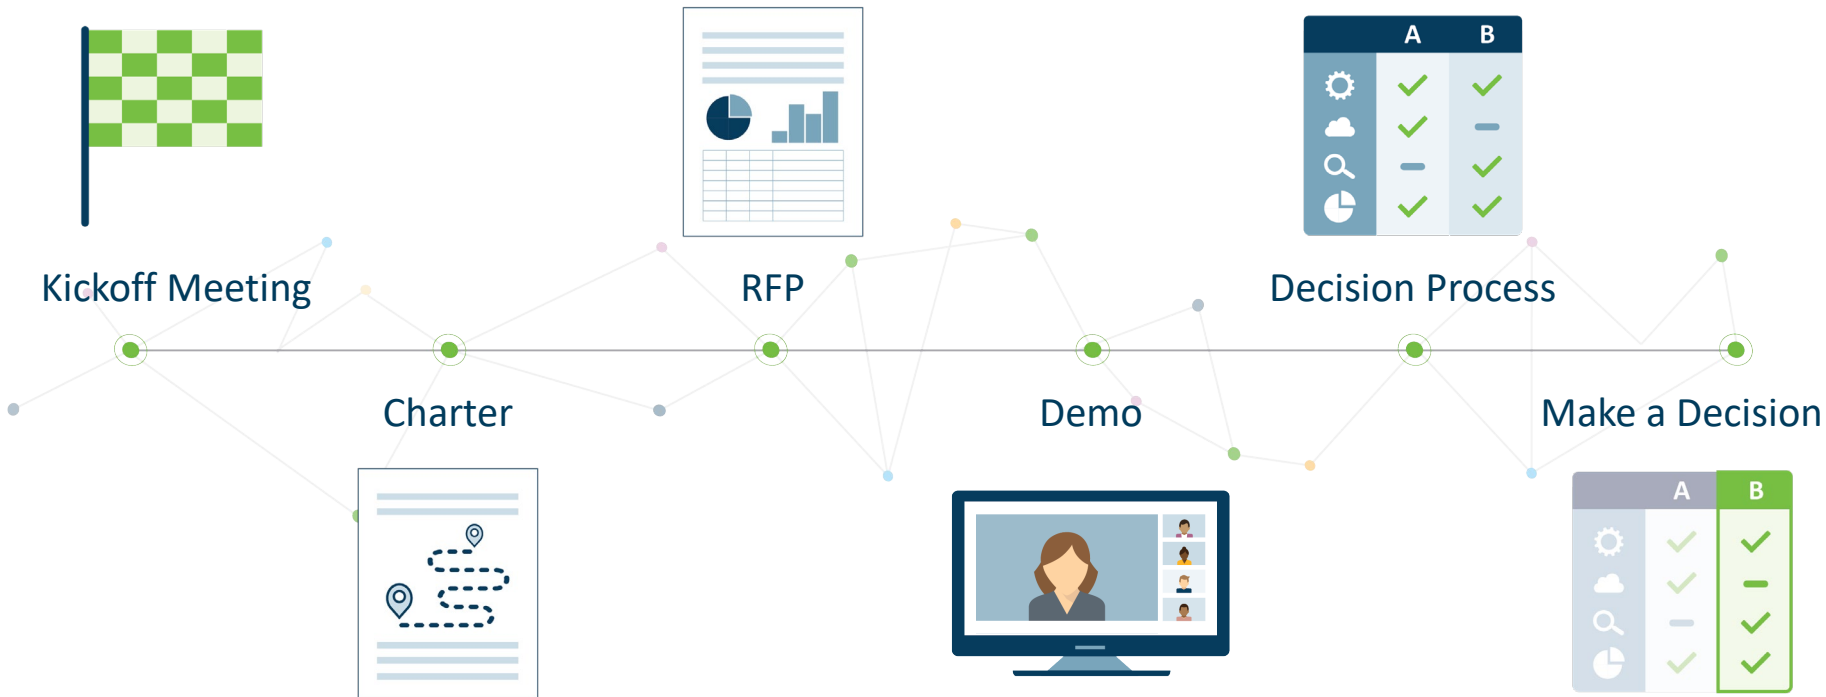 A B
Kickoff Meeting
RFP
Decision Process
Charter
Demo
Make a Decision
A B